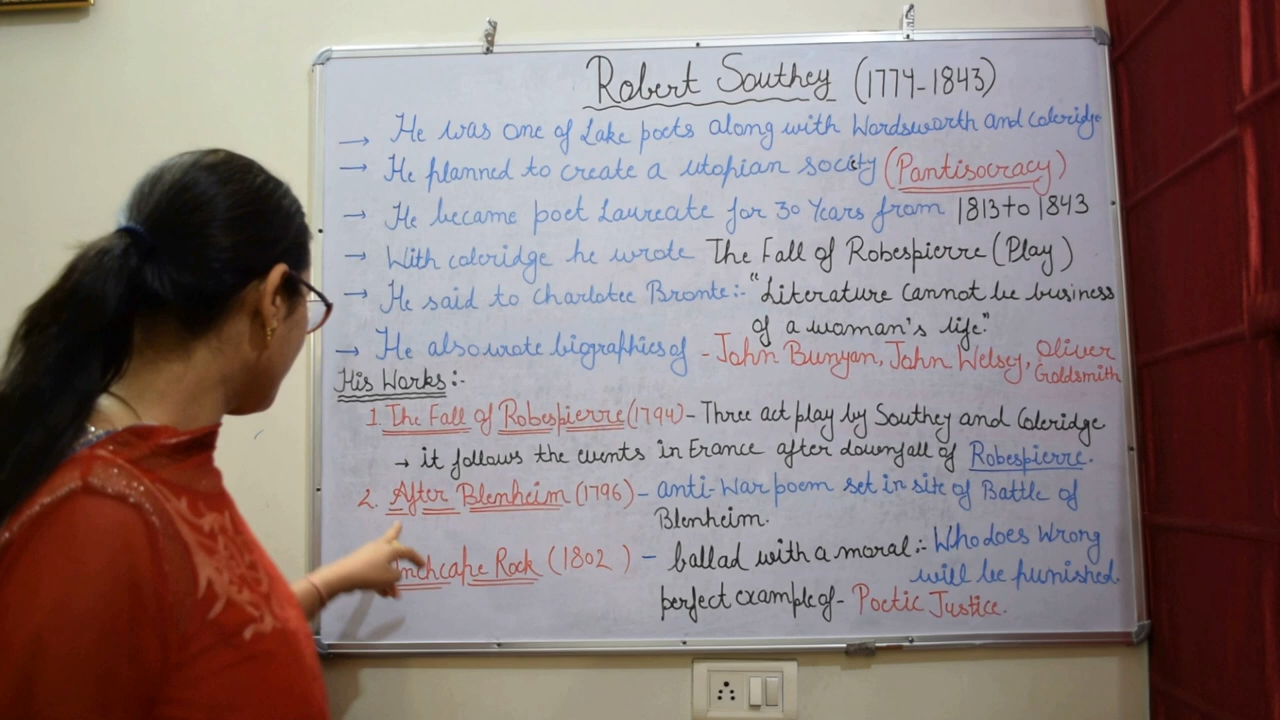 Robert Southey (1774-1843)
→ He was one of Lake poets along with Wordsworth and Coleridge
→ He planned to create a utopian society (Pantisocracy)
→ He became poet Laureate for 30 Years from 1813 to 1843
→ With coleridge he wrote The Fall of Robespierre (Play)
→ He said to Charlotee Bronte:- "Literature cannot be business
of a woman's life."
→ He also wrote biographies of - John Bunyan, John Welsy, Oliver
Goldsmith
His Works:-
1. The Fall of Robespierre (1794) - Three act play by Southey and Coleridge
→ it follows the events in France after downfall of Robespierre.
2. After Blenheim (1796) - anti-War poem set in site of Battle of
Blenheim.
Inchcape Rock (1802) - ballad with a moral:- Who does Wrong
will be punished.
perfect example of - Poetic Justice.